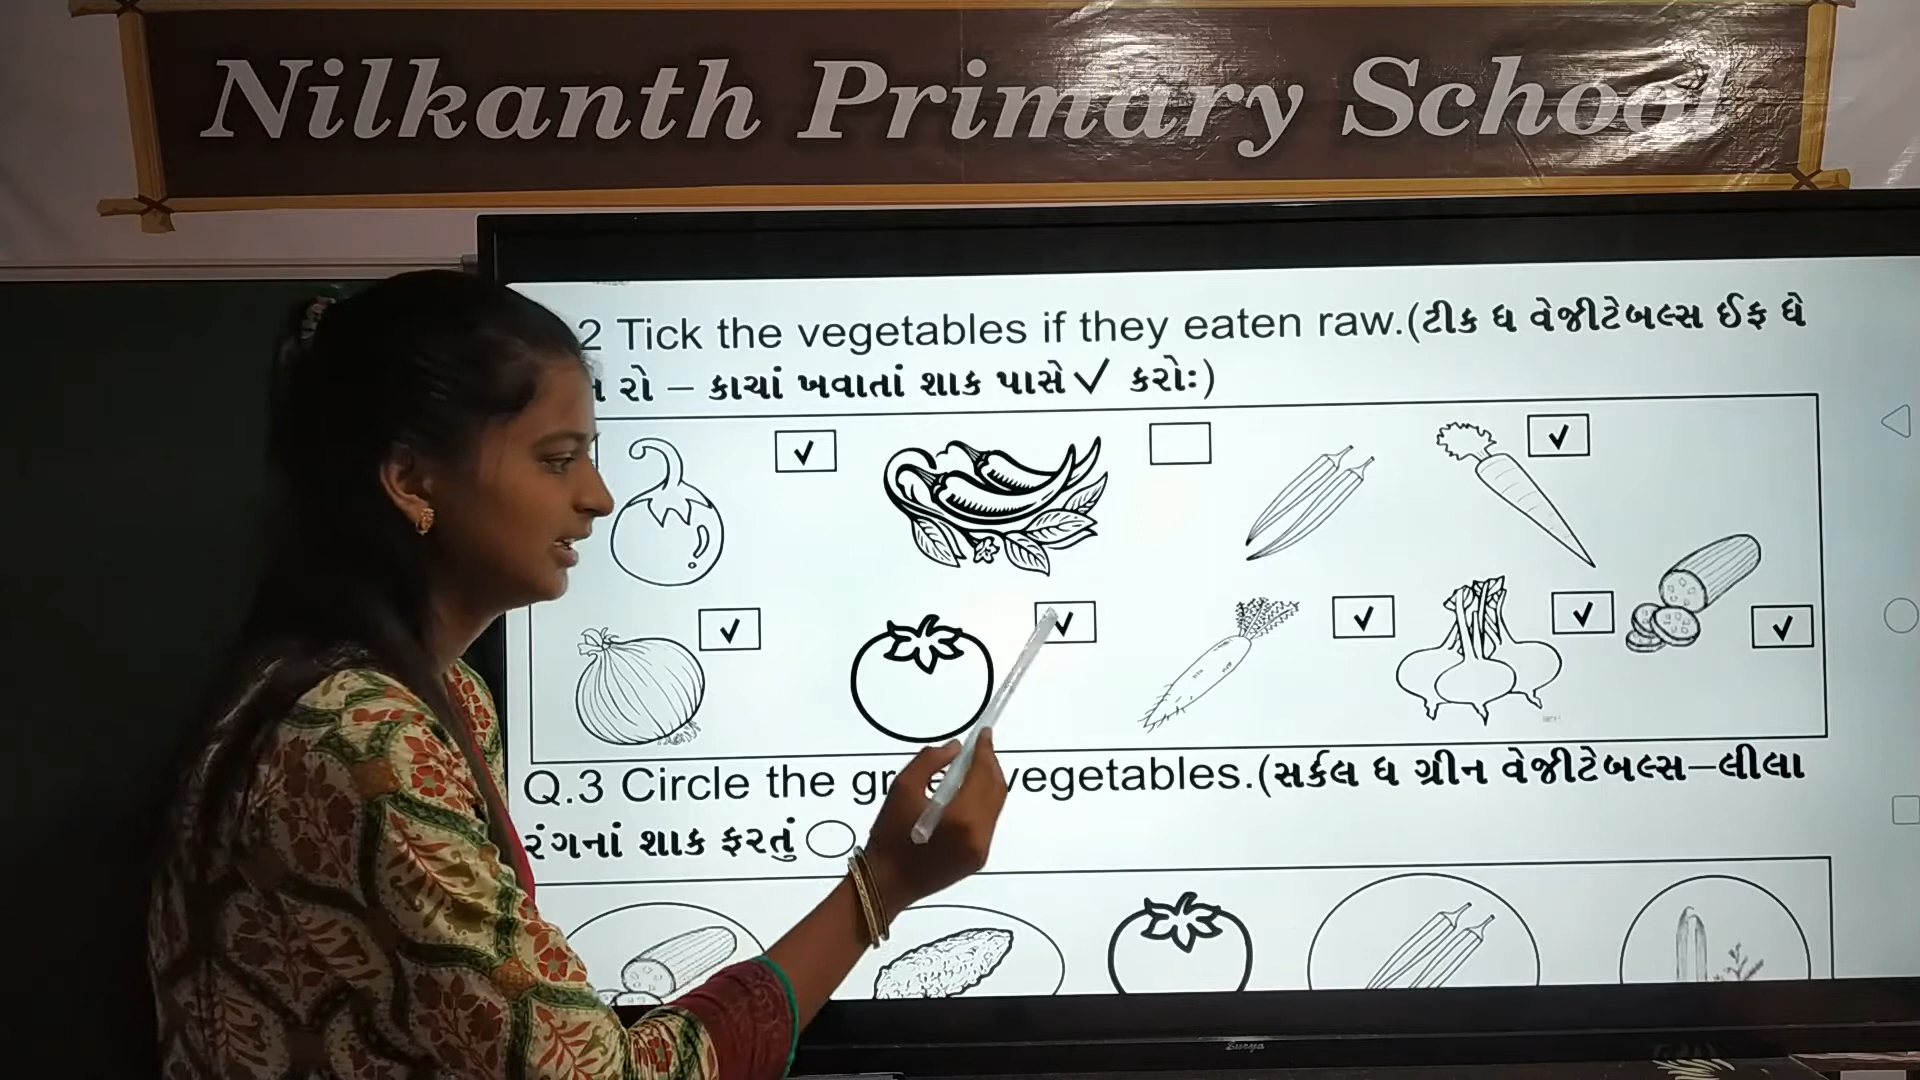 Nilkanth Primary School
2 Tick the vegetables if they eaten raw.(ટીક ધ વેજીટેબલ્સ ઈફ ધે
રો – કાચાં ખવાતાં શાક પાસે ✓ કરોઃ)
Q.3 Circle the vegetables.(સર્કલ ધ ગ્રીન વેજીટેબલ્સ–લીલા
રંગનાં શાક ફરતું